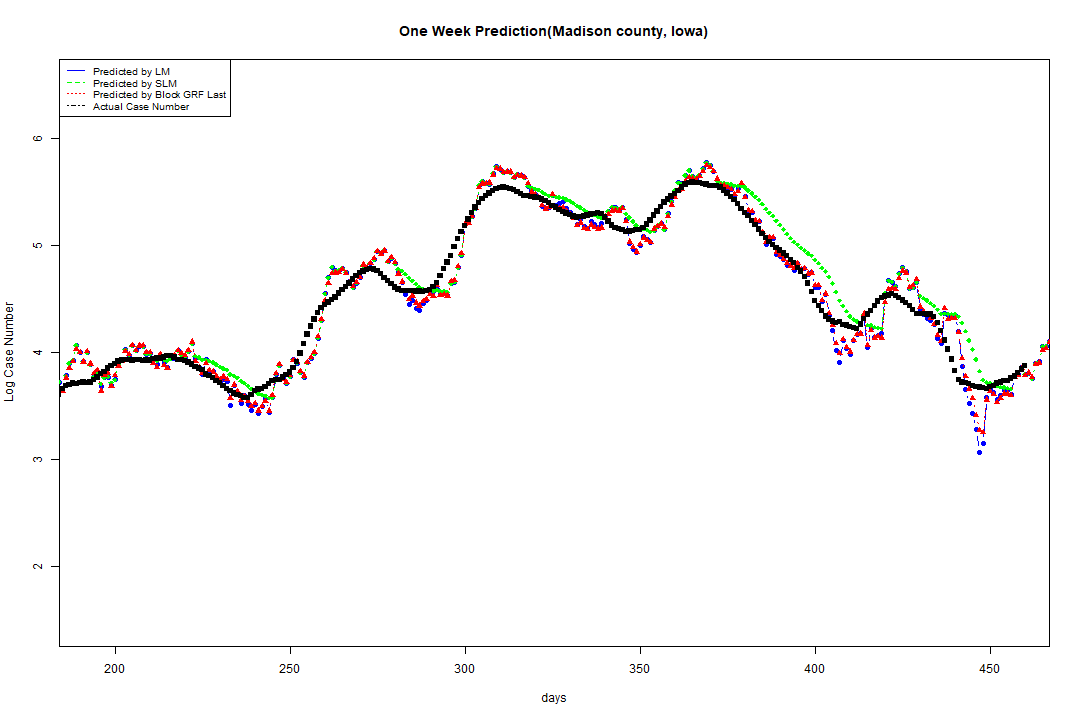 One Week Prediction(Madison county, Iowa)
Predicted by LM
Predicted by SLM
Predicted by Block GRF Last
Actual Case Number
Log Case Number
6
5
4
3
2
200 250 300 350 400 450
days